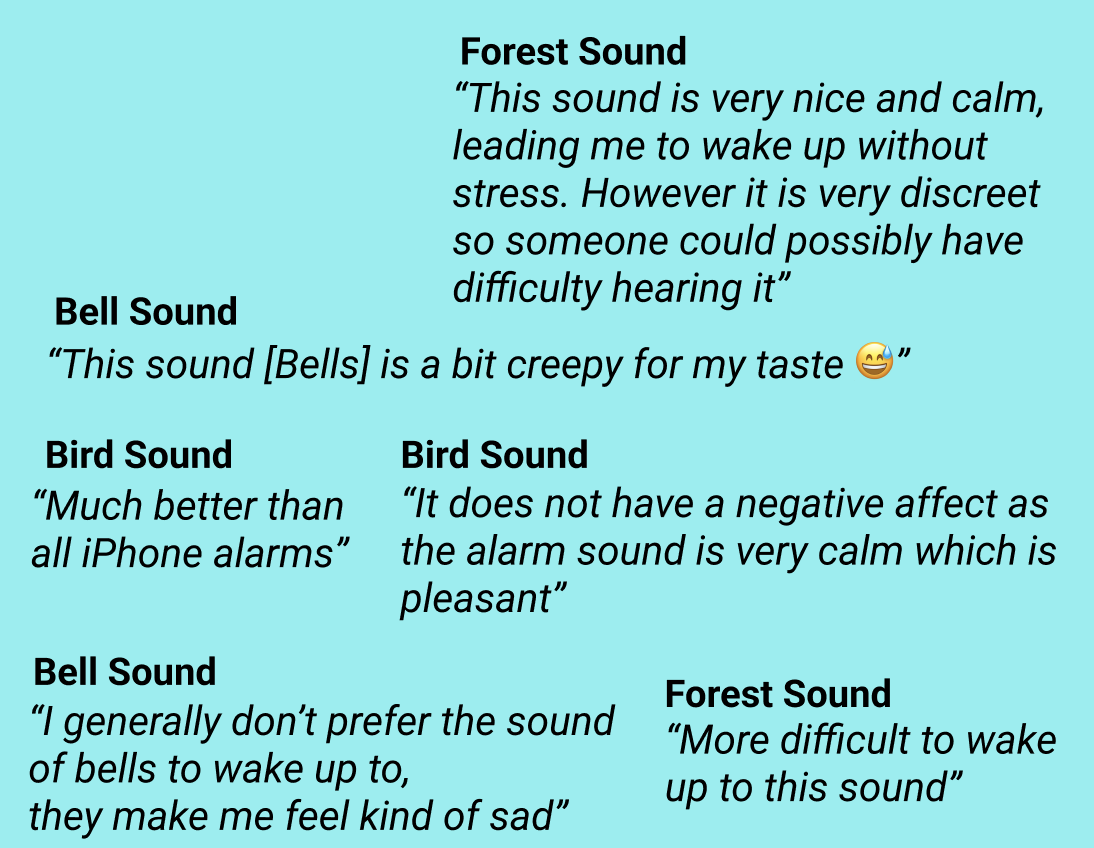 Forest Sound
“This sound is very nice and calm,
leading me to wake up without
stress. However it is very discreet
so someone could possibly have
difficulty hearing it”
Bell Sound
“This sound [Bells] is a bit creepy for my taste 😅”
Bird Sound
“Much better than
all iPhone alarms”
Bird Sound
“It does not have a negative affect as
the alarm sound is very calm which is
pleasant”
Bell Sound
“I generally don’t prefer the sound
of bells to wake up to,
they make me feel kind of sad”
Forest Sound
“More difficult to wake
up to this sound”